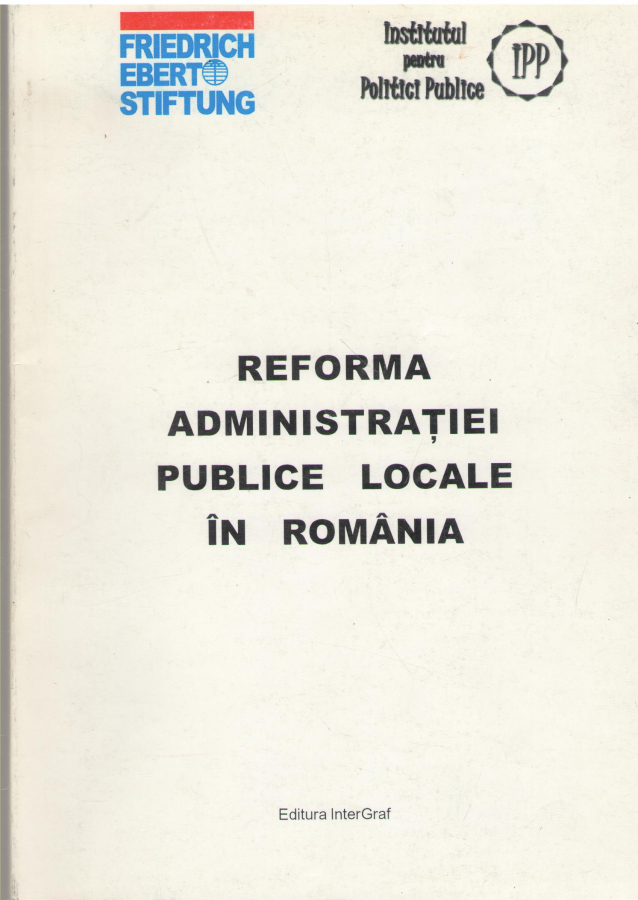 FRIEDRICH
EBERT
STIFTUNG
Institutul
pentru
Politici Publice
IPP
REFORMA
ADMINISTRAȚIEI
PUBLICE LOCALE
ÎN ROMÂNIA
Editura InterGraf